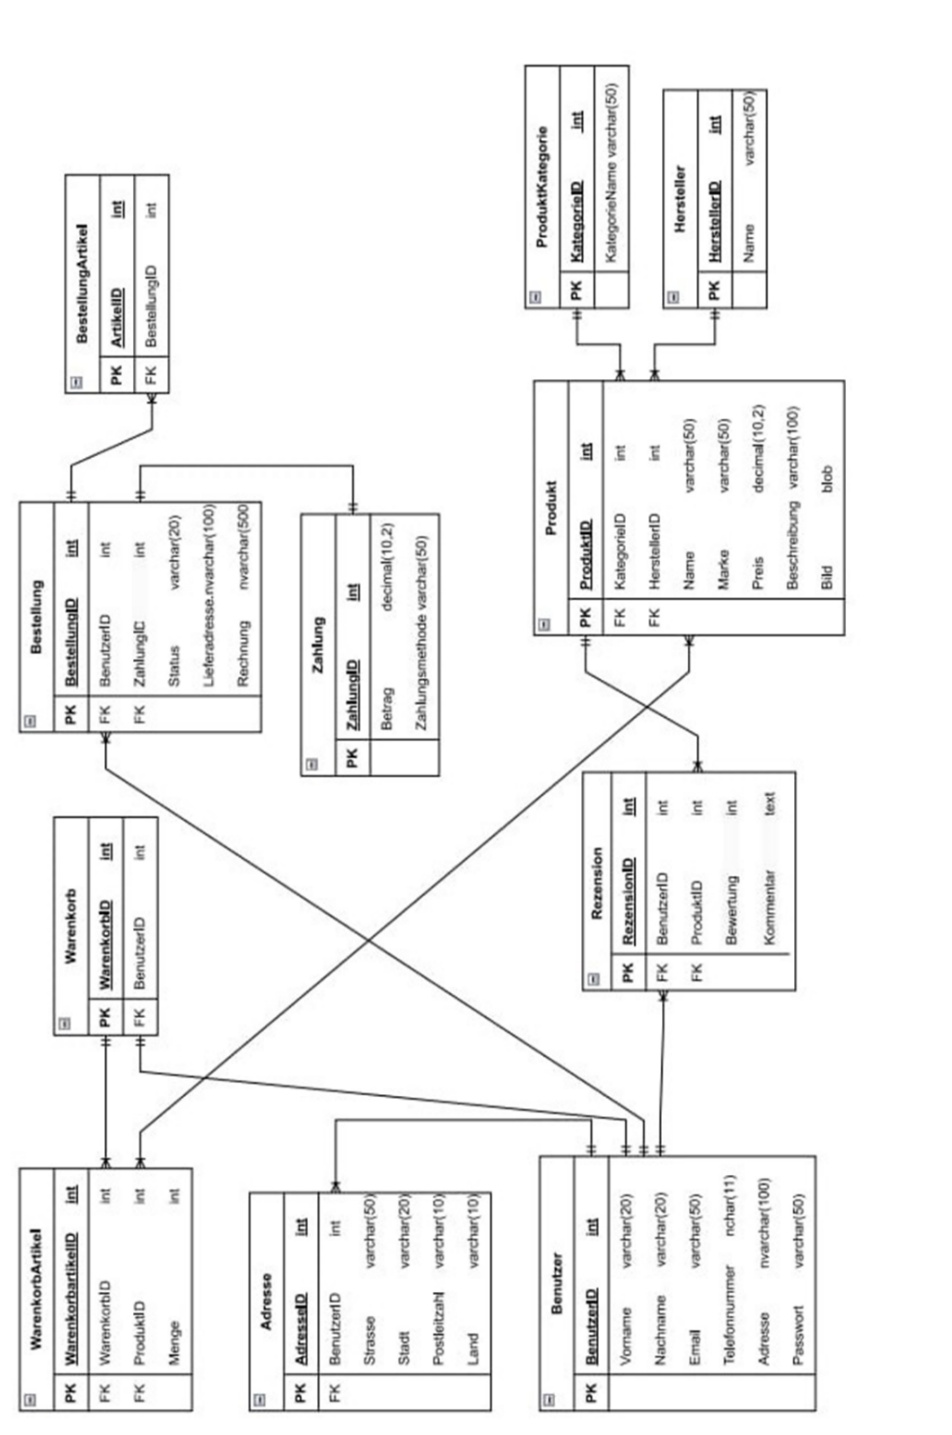 WarenkorbArtikel
PK WarenkorbartikelID int
FK WarenkorbID int
FK ProduktID int
Menge int
Warenkorb
PK WarenkorbID int
FK BenutzerID int
Bestellung
PK BestellungID int
FK BenutzerID int
FK ZahlungID int
Status varchar(20)
Lieferadresse.nvarchar(100)
Rechnung nvarchar(500
BestellungArtikel
PK ArtikelID int
FK BestellungID int
Adresse
PK AdresseID int
FK BenutzerID int
Strasse varchar(50)
Stadt varchar(20)
Postleitzahl varchar(10)
Land varchar(10)
Zahlung
PK ZahlungID int
Betrag decimal(10,2)
Zahlungsmethode varchar(50)
Benutzer
PK BenutzerID int
Vorname varchar(20)
Nachname varchar(20)
Email varchar(50)
Telefonnummer nchar(11)
Adresse nvarchar(100)
Passwort varchar(50)
Rezension
PK RezensionID int
FK BenutzerID int
FK ProduktID int
Bewertung int
Kommentar text
Produkt
PK ProduktID int
FK KategorieID int
FK HerstellerID int
Name varchar(50)
Marke varchar(50)
Preis decimal(10,2)
Beschreibung varchar(100)
Bild blob
ProduktKategorie
PK KategorieID int
KategorieName varchar(50)
Hersteller
PK HerstellerID int
Name varchar(50)